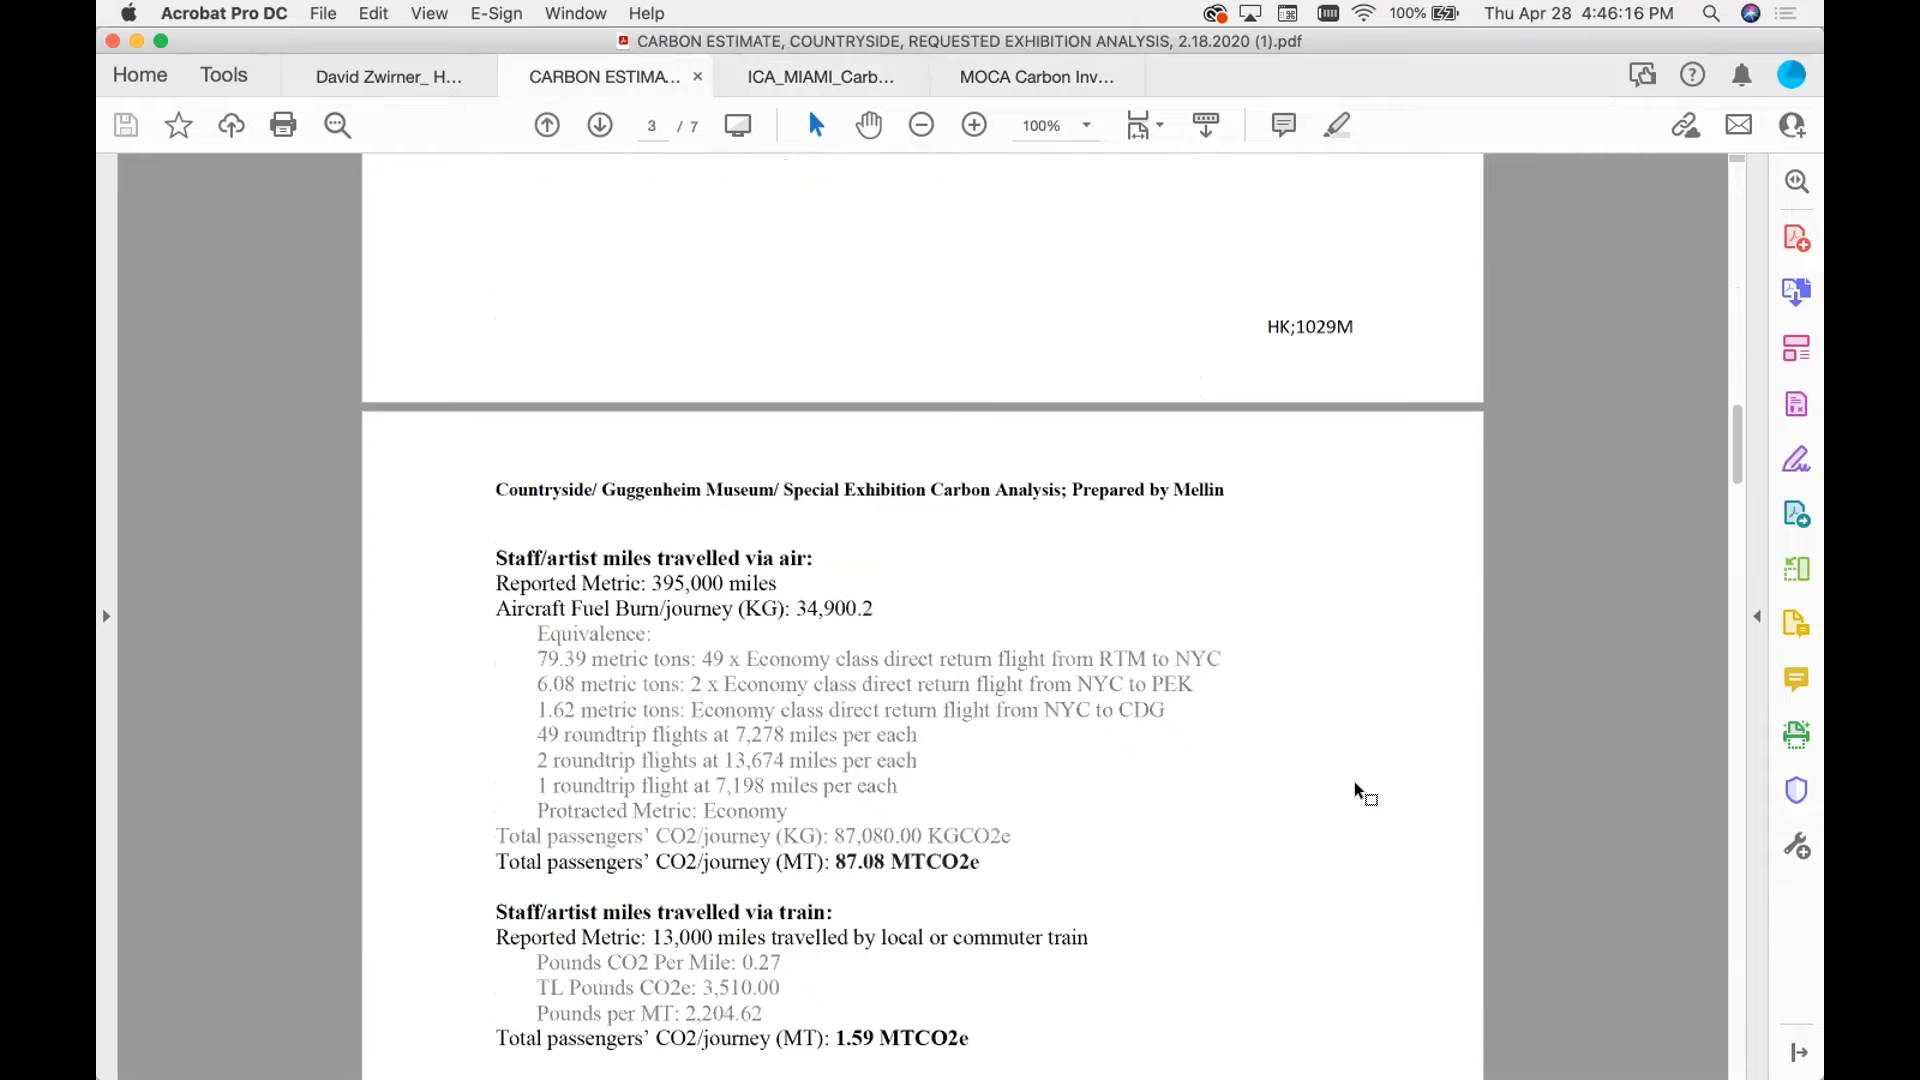 Acrobat Pro DC File Edit View E-Sign Window Help 100% Thu Apr 28 4:46:16 PM
CARBON ESTIMATE, COUNTRYSIDE, REQUESTED EXHIBITION ANALYSIS, 2.18.2020 (1).pdf
Home Tools David Zwirner_ H... CARBON ESTIMA... × ICA_MIAMI_Carb... MOCA Carbon Inv...
3 / 7 100%
HK;1029M
Countryside/ Guggenheim Museum/ Special Exhibition Carbon Analysis; Prepared by Mellin
Staff/artist miles travelled via air:
Reported Metric: 395,000 miles
Aircraft Fuel Burn/journey (KG): 34,900.2
Equivalence:
79.39 metric tons: 49 x Economy class direct return flight from RTM to NYC
6.08 metric tons: 2 x Economy class direct return flight from NYC to PEK
1.62 metric tons: Economy class direct return flight from NYC to CDG
49 roundtrip flights at 7,278 miles per each
2 roundtrip flights at 13,674 miles per each
1 roundtrip flight at 7,198 miles per each
Protracted Metric: Economy
Total passengers’ CO2/journey (KG): 87,080.00 KGCO2e
Total passengers’ CO2/journey (MT): 87.08 MTCO2e
Staff/artist miles travelled via train:
Reported Metric: 13,000 miles travelled by local or commuter train
Pounds CO2 Per Mile: 0.27
TL Pounds CO2e: 3,510.00
Pounds per MT: 2,204.62
Total passengers’ CO2/journey (MT): 1.59 MTCO2e